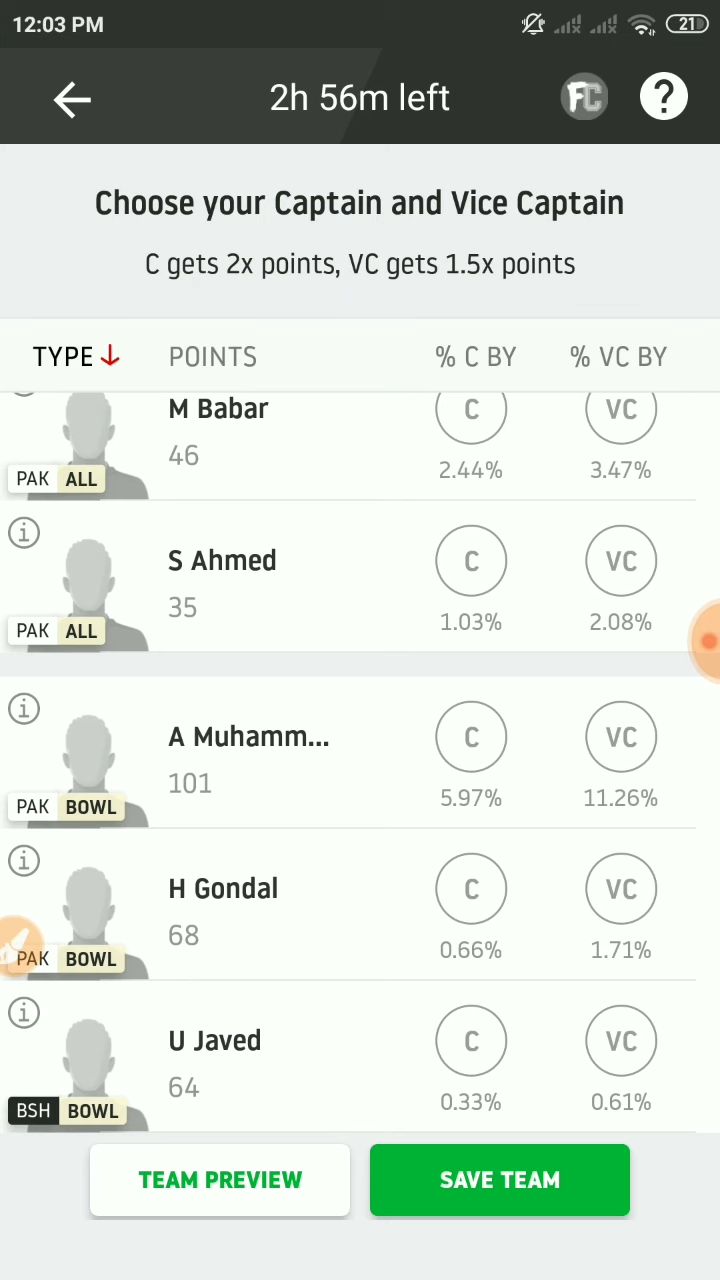 12:03 PM 21
2h 56m left FC ?
Choose your Captain and Vice Captain
C gets 2x points, VC gets 1.5x points
TYPE POINTS % C BY % VC BY
M Babar C VC
46 2.44% 3.47%
PAK ALL
S Ahmed C VC
35 1.03% 2.08%
PAK ALL
A Muhamm... C VC
101 5.97% 11.26%
PAK BOWL
H Gondal C VC
68 0.66% 1.71%
PAK BOWL
U Javed C VC
64 0.33% 0.61%
BSH BOWL
TEAM PREVIEW SAVE TEAM